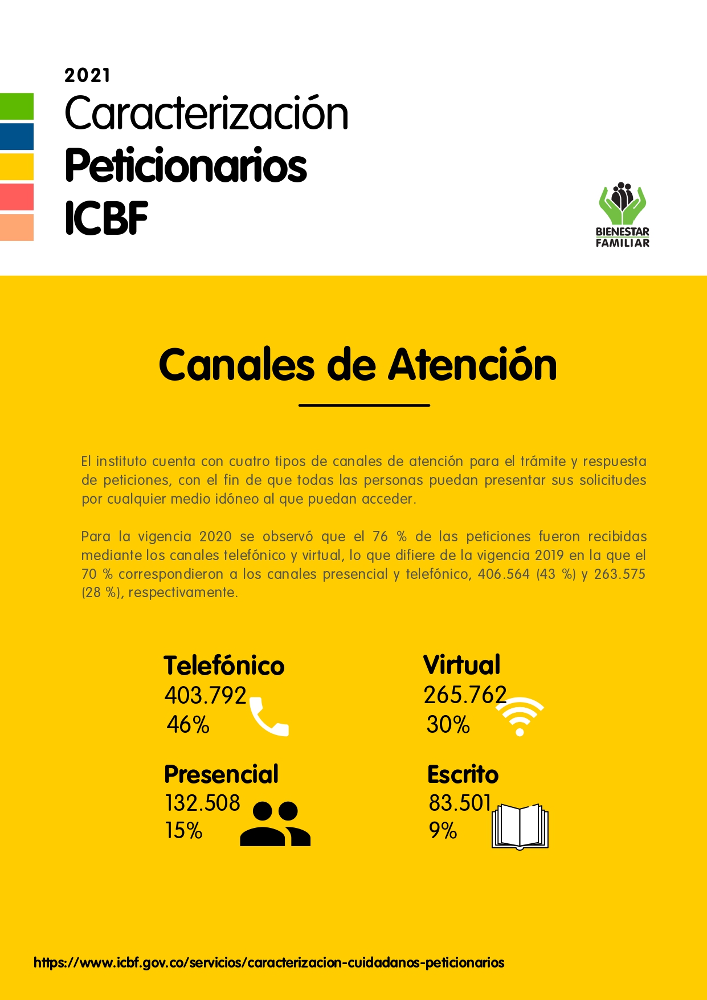 2021
Caracterización
Peticionarios
ICBF
BIENESTAR
FAMILIAR
Canales de Atención
El instituto cuenta con cuatro tipos de canales de atención para el trámite y respuesta
de peticiones, con el fin de que todas las personas puedan presentar sus solicitudes
por cualquier medio idóneo al que puedan acceder.
Para la vigencia 2020 se observó que el 76 % de las peticiones fueron recibidas
mediante los canales telefónico y virtual, lo que difiere de la vigencia 2019 en la que el
70 % correspondieron a los canales presencial y telefónico, 406.564 (43 %) y 263.575
(28 %), respectivamente.
Telefónico
403.792
46%
Virtual
265.762
30%
Presencial
132.508
15%
Escrito
83.501
9%
https://www.icbf.gov.co/servicios/caracterizacion-cuidadanos-peticionarios